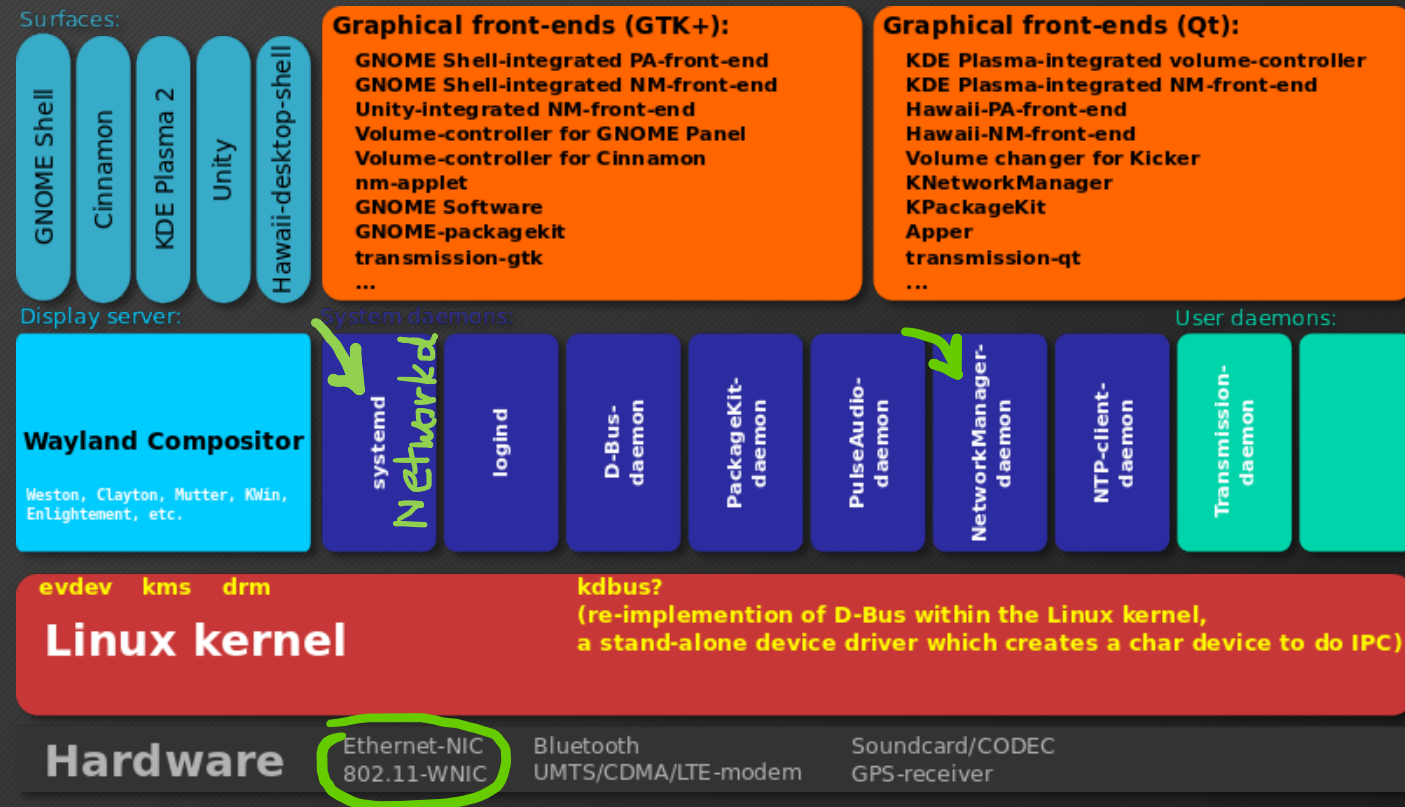 Surfaces:
GNOME Shell
Cinnamon
KDE Plasma 2
Unity
Hawaii-desktop-shell
Graphical front-ends (GTK+):
GNOME Shell-integrated PA-front-end
GNOME Shell-integrated NM-front-end
Unity-integrated NM-front-end
Volume-controller for GNOME Panel
Volume-controller for Cinnamon
nm-applet
GNOME Software
GNOME-packagekit
transmission-gtk
...
Graphical front-ends (Qt):
KDE Plasma-integrated volume-controller
KDE Plasma-integrated NM-front-end
Hawaii-PA-front-end
Hawaii-NM-front-end
Volume changer for Kicker
KNetworkManager
KPackageKit
Apper
transmission-qt
...
Display server:
Wayland Compositor
Weston, Clayton, Mutter, KWin,
Enlightement, etc.
System daemons:
systemd
Networkd
logind
D-Bus-
daemon
PackageKit-
daemon
PulseAudio-
daemon
NetworkManager-
daemon
NTP-client-
daemon
User daemons:
Transmission-
daemon
evdev kms drm
Linux kernel
kdbus?
(re-implemention of D-Bus within the Linux kernel,
a stand-alone device driver which creates a char device to do IPC)
Hardware
Ethernet-NIC
802.11-WNIC
Bluetooth
UMTS/CDMA/LTE-modem
Soundcard/CODEC
GPS-receiver